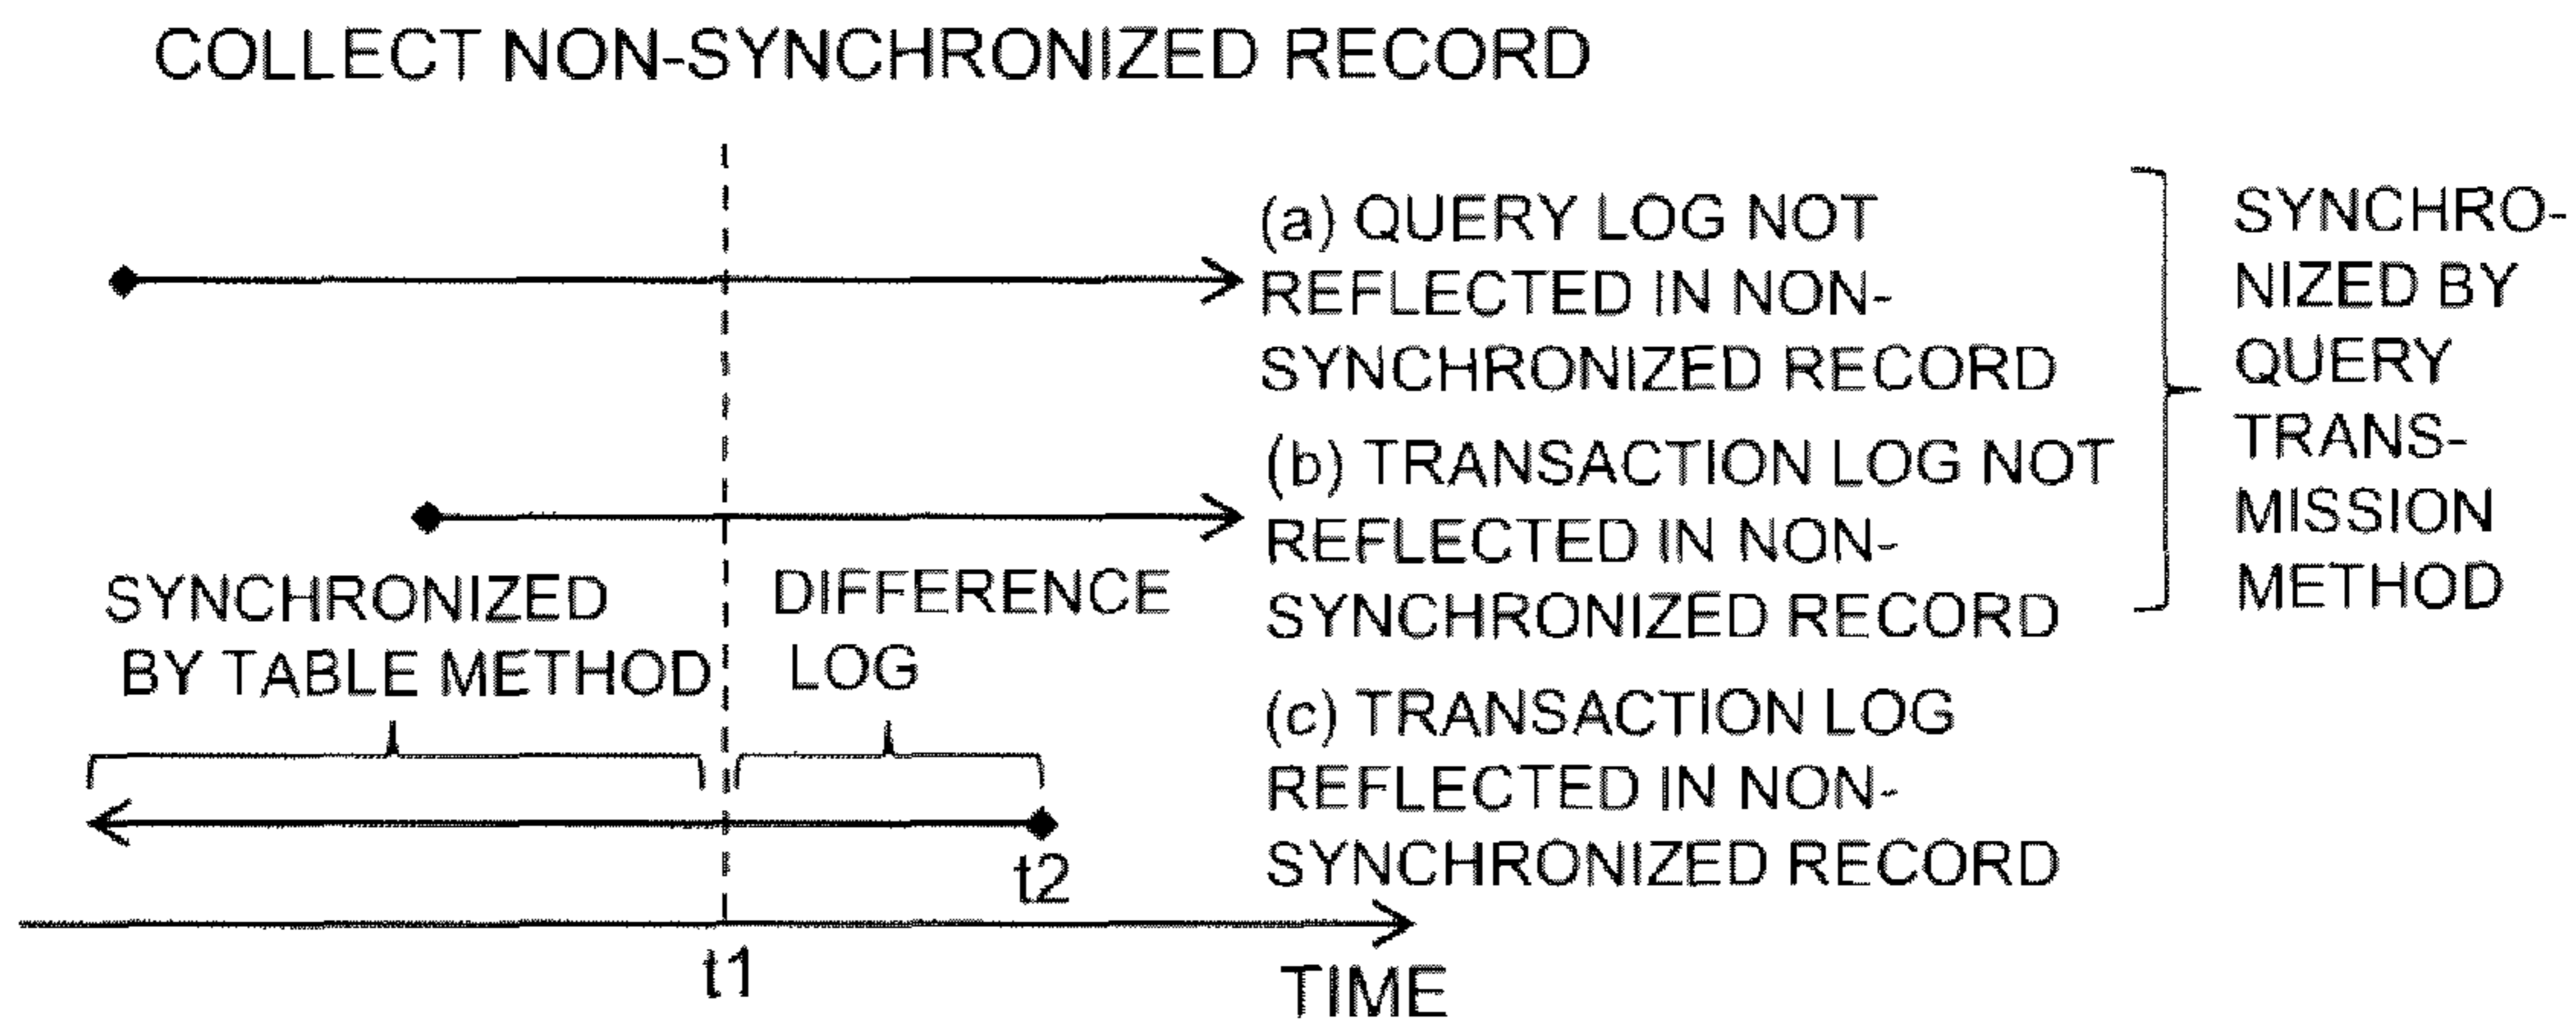 COLLECT NON-SYNCHRONIZED RECORD
(a) QUERY LOG NOT
REFLECTED IN NON-
SYNCHRONIZED RECORD
(b) TRANSACTION LOG NOT
REFLECTED IN NON-
SYNCHRONIZED RECORD
SYNCHRO-
NIZED BY
QUERY
TRANS-
MISSION
METHOD
SYNCHRONIZED
BY TABLE METHOD
DIFFERENCE
LOG
(c) TRANSACTION LOG
REFLECTED IN NON-
SYNCHRONIZED RECORD
t2
t1
TIME